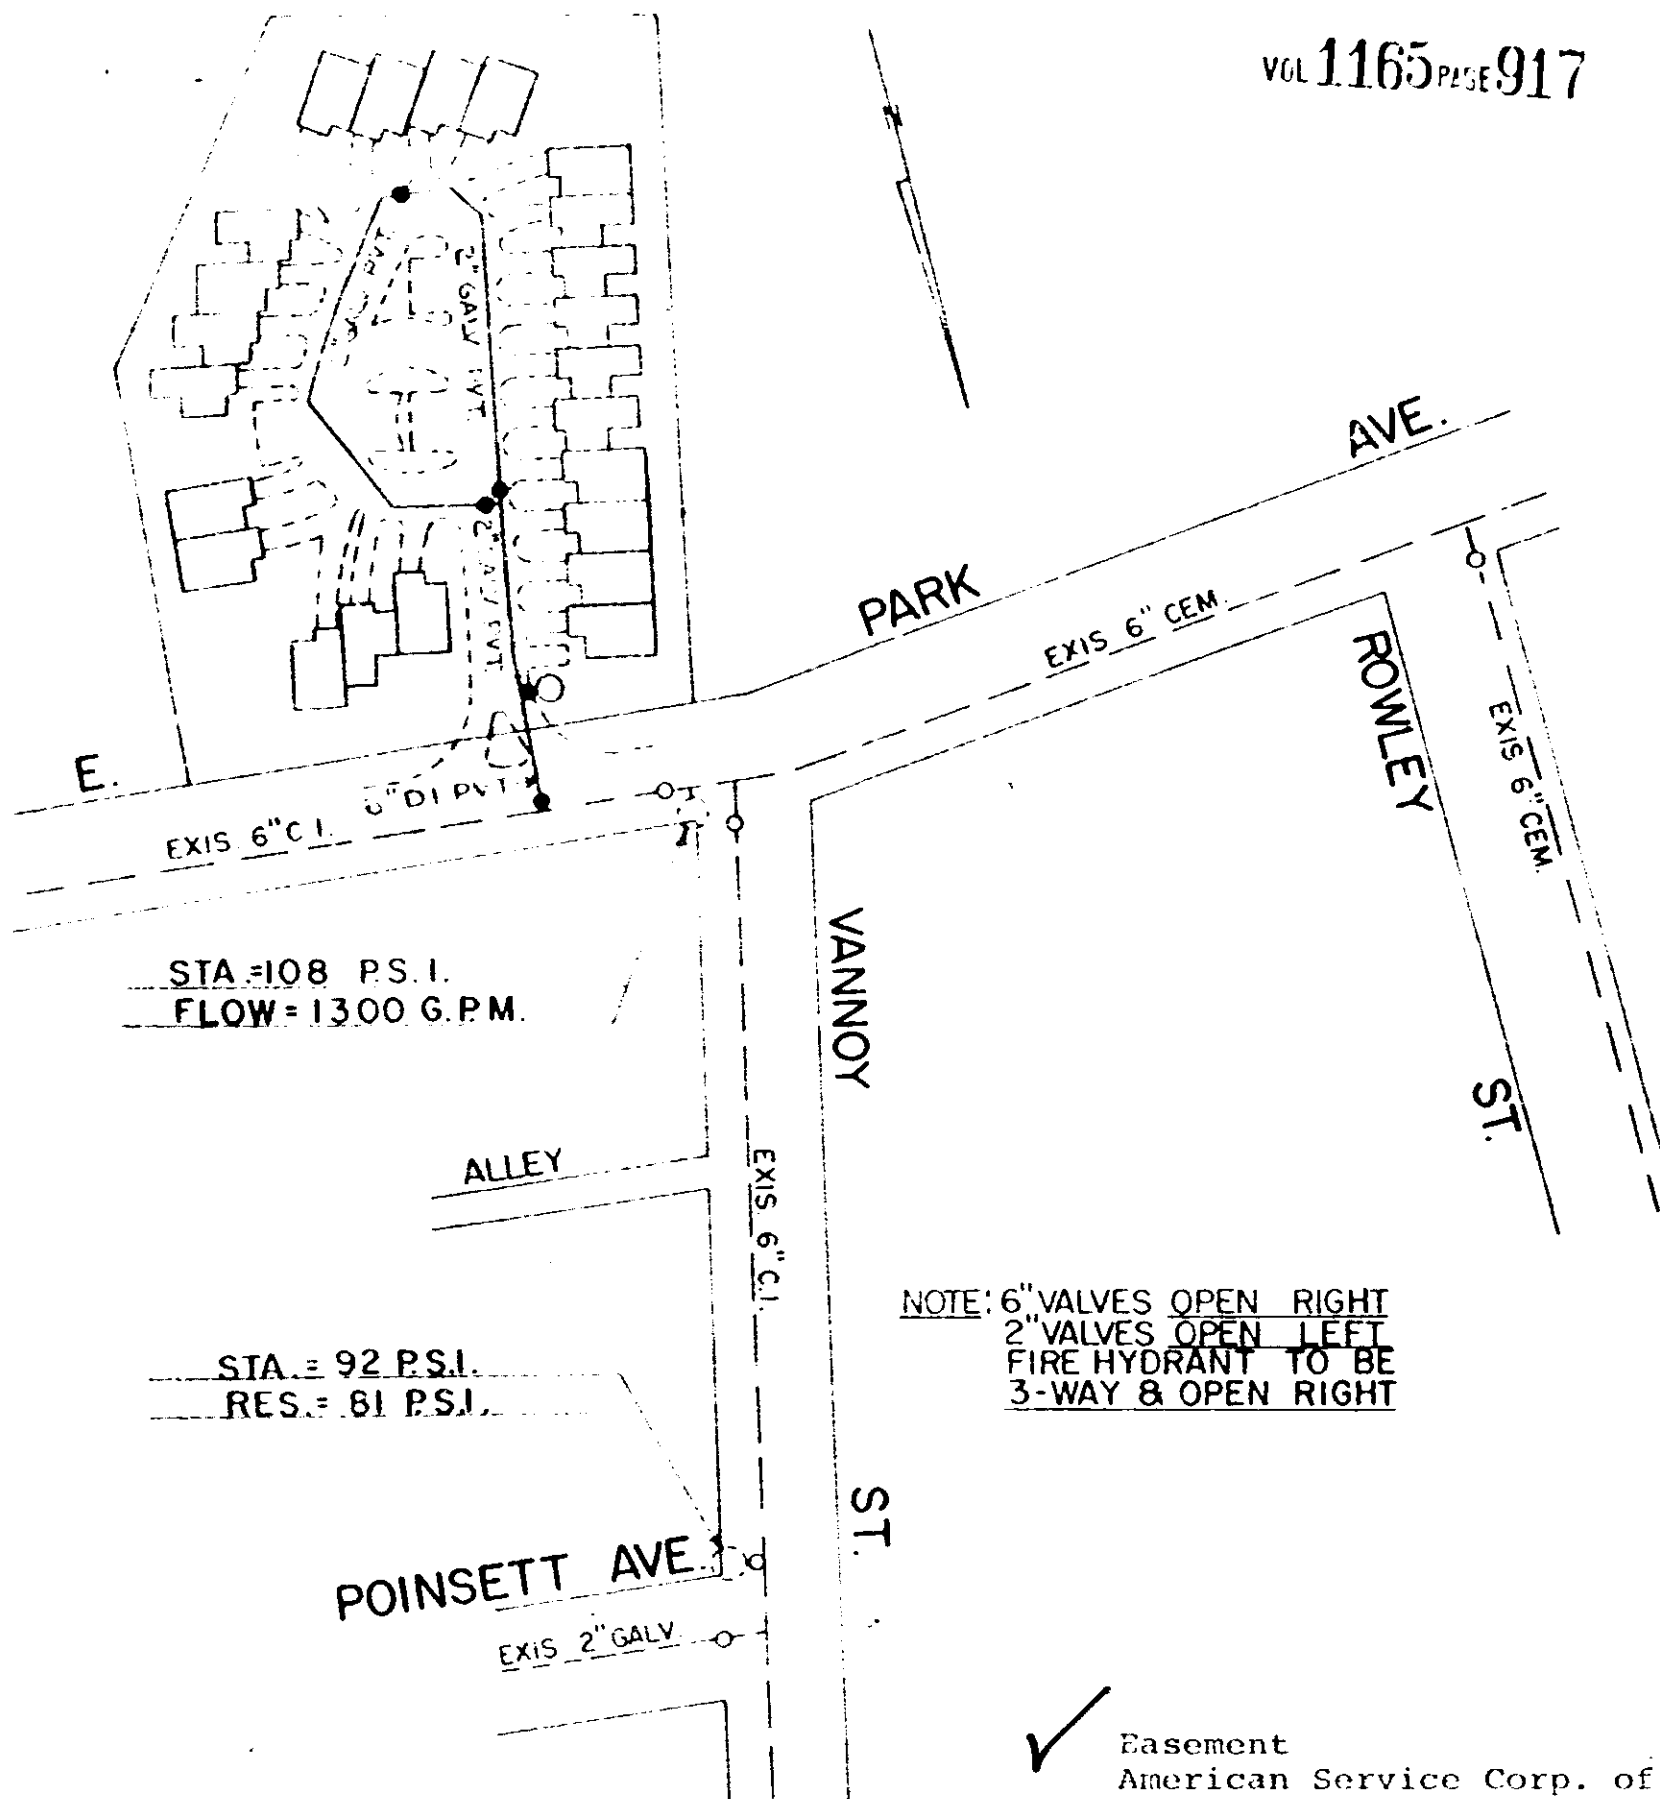 VOL 1165 PAGE 917
2" GALV PVT.
AVE.
PARK
EXIS 6" CEM.
ROWLEY
EXIS 6" CEM.
E.
6" DI PVT
EXIS 6" C.I.
STA.=108 P.S.I.
FLOW=1300 G.P.M.
VANNOY
ST.
ALLEY
EXIS 6" C.I.
NOTE: 6" VALVES OPEN RIGHT
2" VALVES OPEN LEFT
FIRE HYDRANT TO BE
3-WAY & OPEN RIGHT
STA.= 92 P.S.I.
RES.= 81 P.S.I.
ST.
POINSETT AVE.
EXIS 2" GALV.
Easement
American Service Corp. of